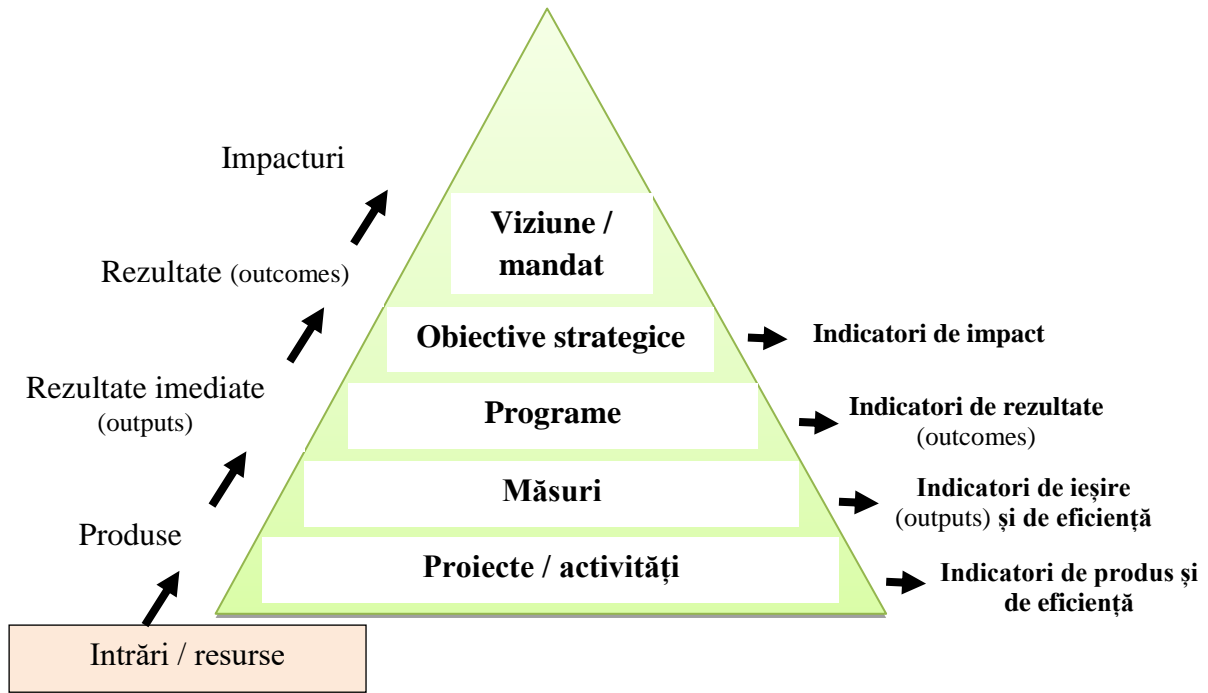 Impacturi
Viziune /
mandat
Rezultate (outcomes)
Obiective strategice
Indicatori de impact
Rezultate imediate
(outputs)
Programe
Indicatori de rezultate
(outcomes)
Măsuri
Indicatori de ieșire
(outputs) și de eficiență
Produse
Proiecte / activități
Indicatori de produs și
de eficiență
Intrări / resurse